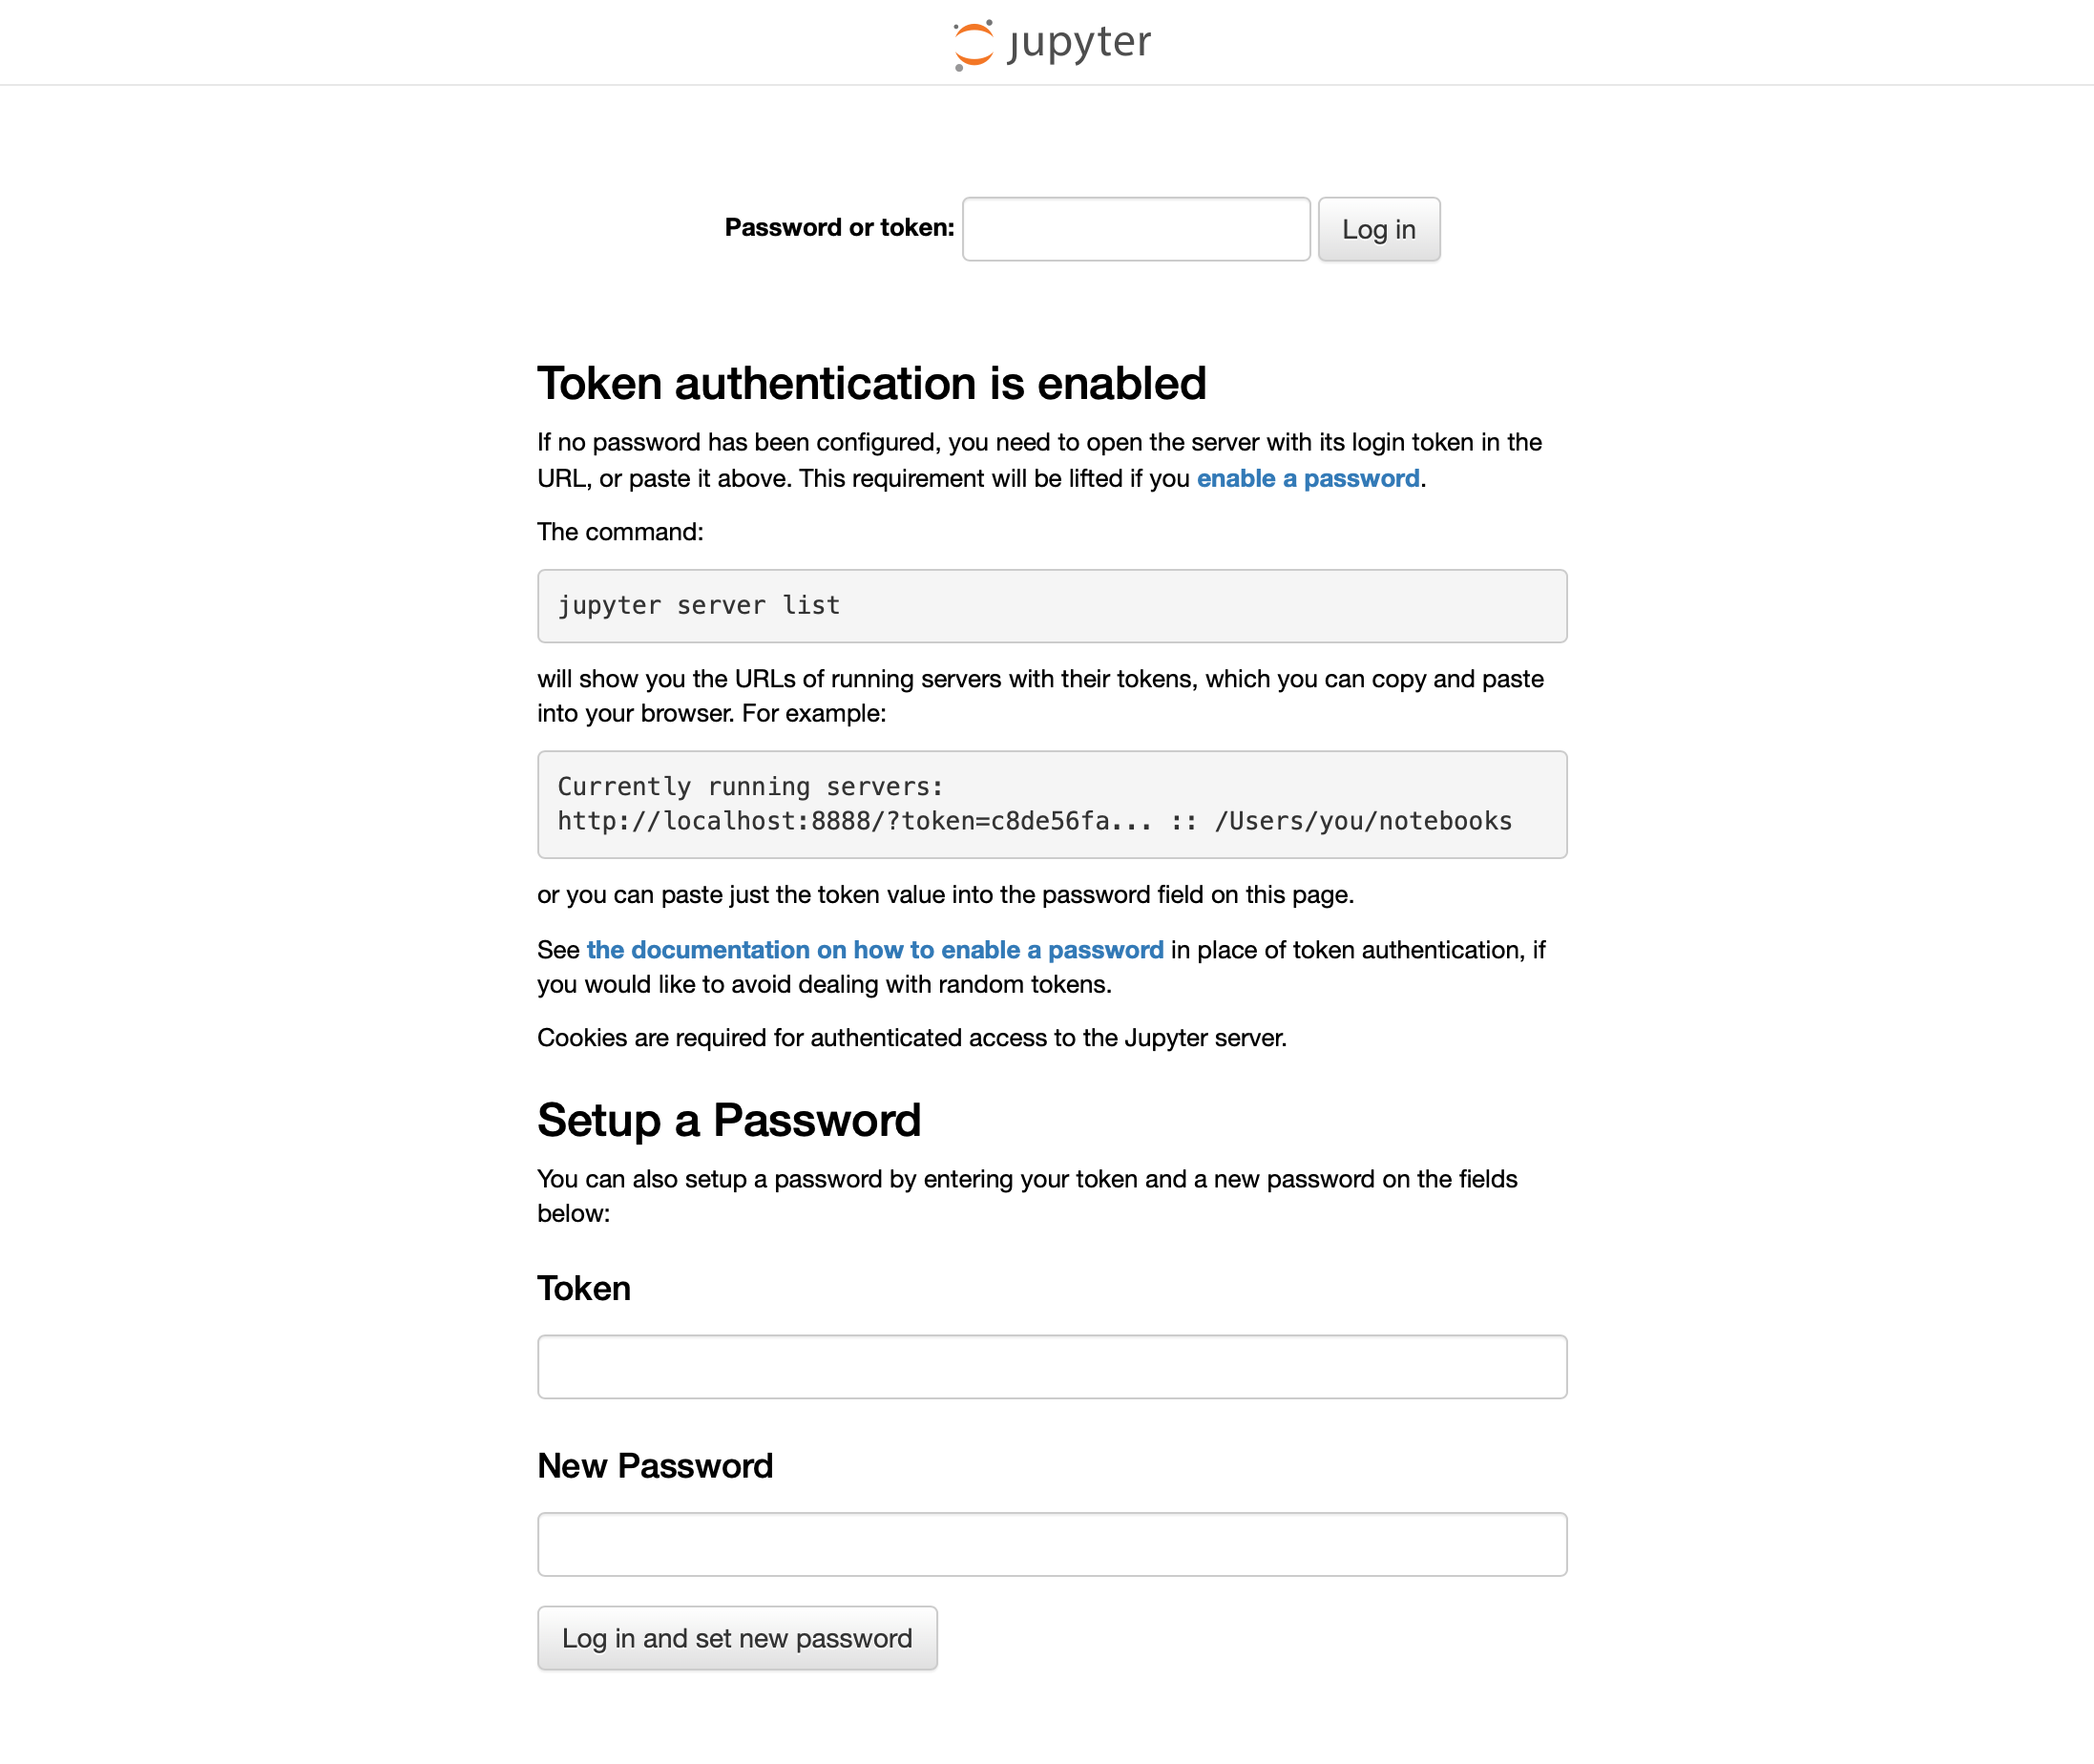 jupyter
Password or token:
Log in
Token authentication is enabled
If no password has been configured, you need to open the server with its login token in the
URL, or paste it above. This requirement will be lifted if you enable a password.
The command:
jupyter server list
will show you the URLs of running servers with their tokens, which you can copy and paste
into your browser. For example:
Currently running servers:
http://localhost:8888/?token=c8de56fa... :: /Users/you/notebooks
or you can paste just the token value into the password field on this page.
See the documentation on how to enable a password in place of token authentication, if
you would like to avoid dealing with random tokens.
Cookies are required for authenticated access to the Jupyter server.
Setup a Password
You can also setup a password by entering your token and a new password on the fields
below:
Token
New Password
Log in and set new password